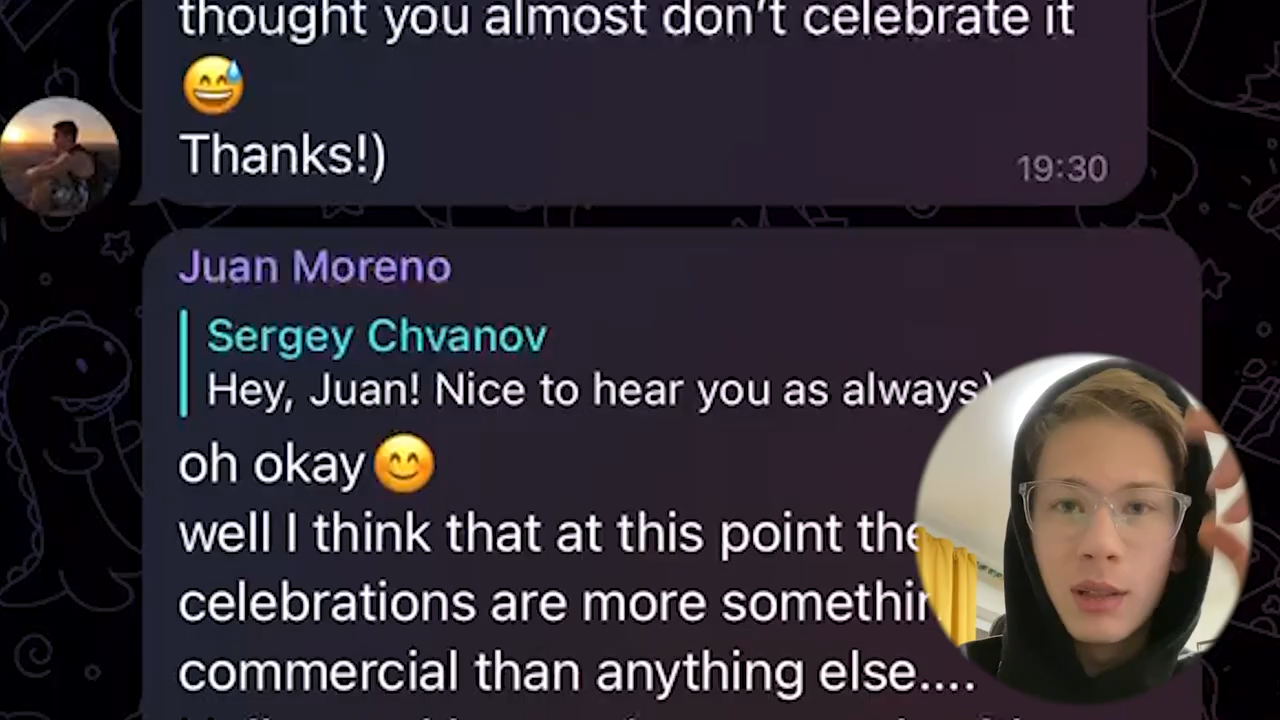 thought you almost don't celebrate it
😅
Thanks!)
19:30
Juan Moreno
Sergey Chvanov
Hey, Juan! Nice to hear you as always)
oh okay😊
well I think that at this point the
celebrations are more somethin
commercial than anything else....